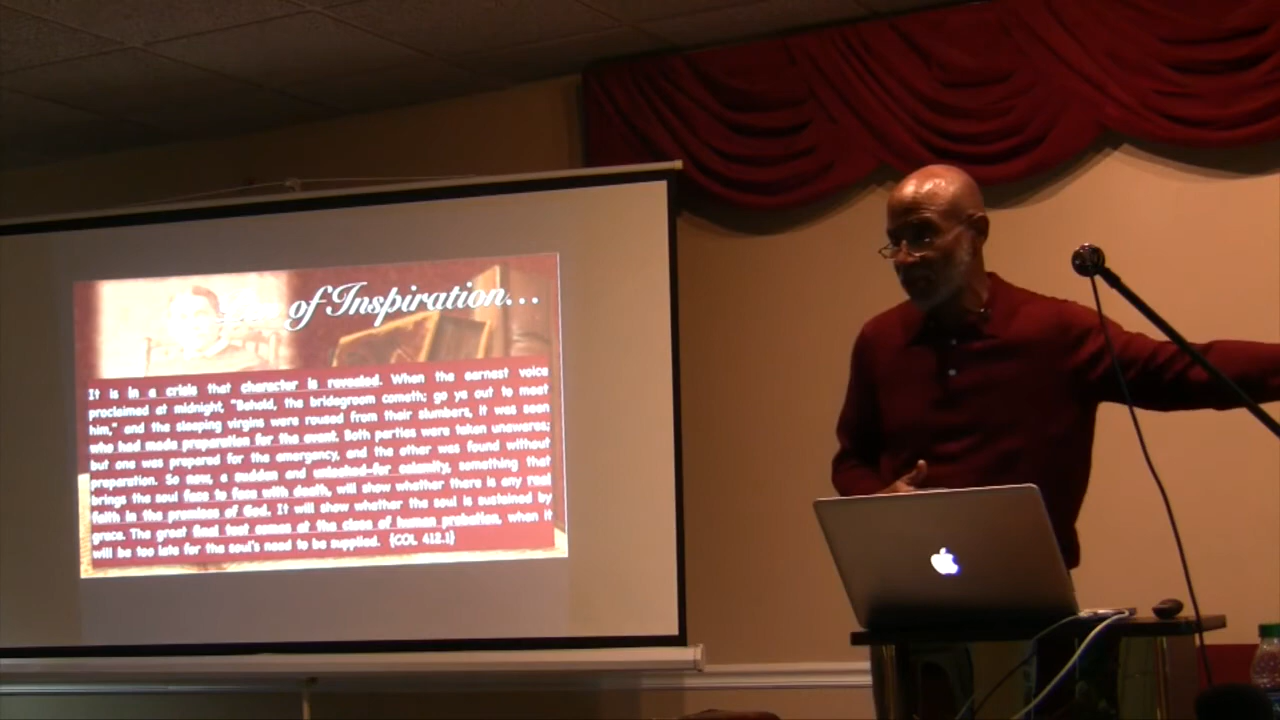 of Inspiration...
It is in a crisis that character is revealed. When the earnest voice
proclaimed at midnight, "Behold, the bridegroom cometh; go ye out to meet
him," and the sleeping virgins were roused from their slumbers, it was seen
who had made preparation for the event. Both parties were taken unawares;
but one was prepared for the emergency, and the other was found without
preparation. So now, a sudden and unlooked-for calamity, something that
brings the soul face to face with death, will show whether there is any real
faith in the promises of God. It will show whether the soul is sustained by
grace. The great final test comes at the close of human probation, when it
will be too late for the soul's need to be supplied. {COL 412.1}